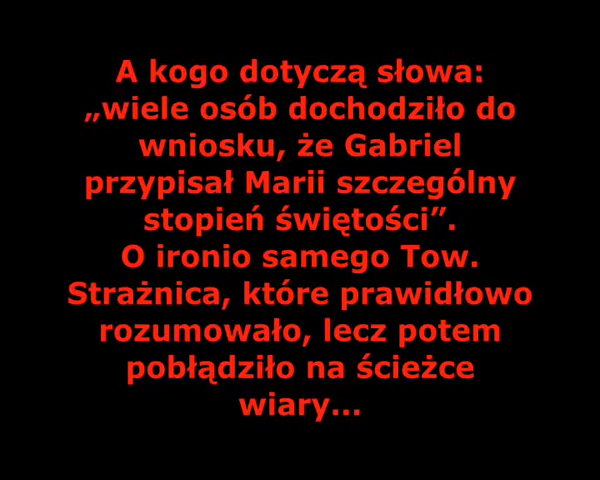 A kogo dotyczą słowa:
„wiele osób dochodziło do
wniosku, że Gabriel
przypisał Marii szczególny
stopień świętości”.
O ironio samego Tow.
Strażnica, które prawidłowo
rozumowało, lecz potem
pobłądziło na ścieżce
wiary...